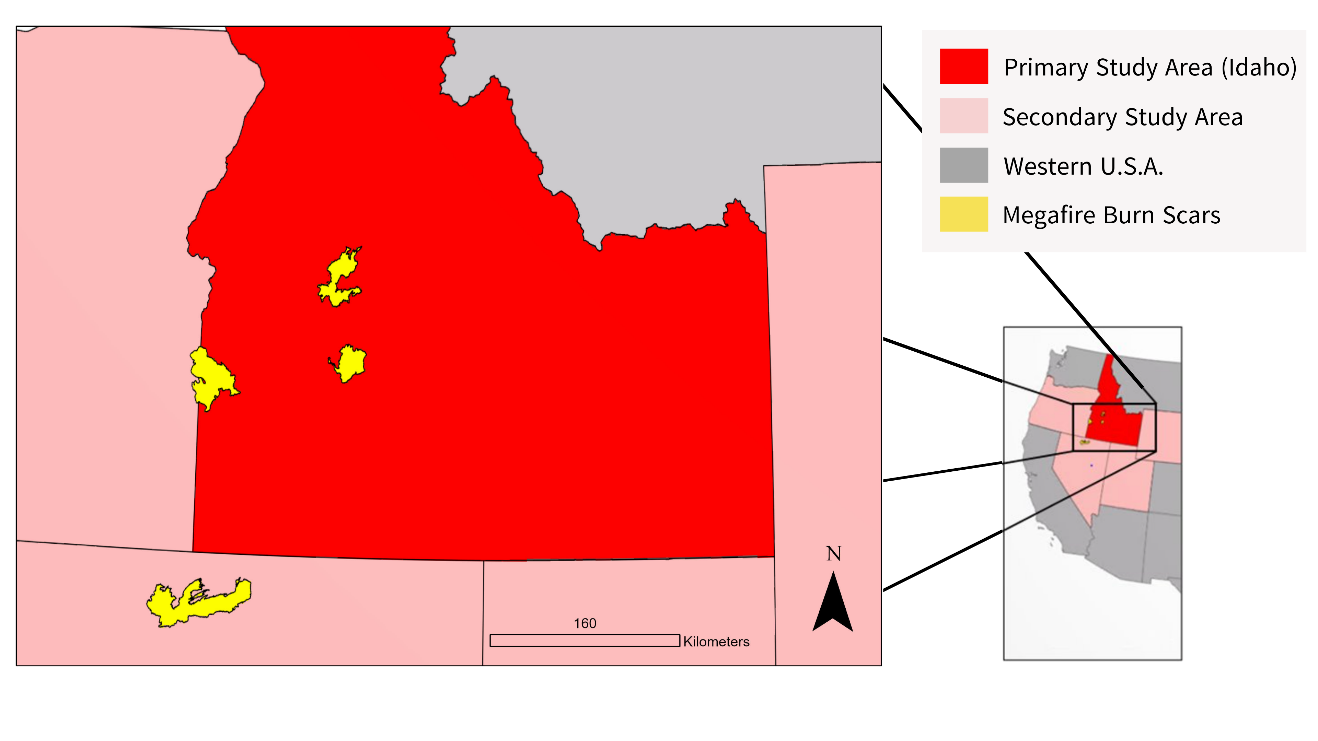 Primary Study Area (Idaho)
Secondary Study Area
Western U.S.A.
Megafire Burn Scars
N
160
Kilometers